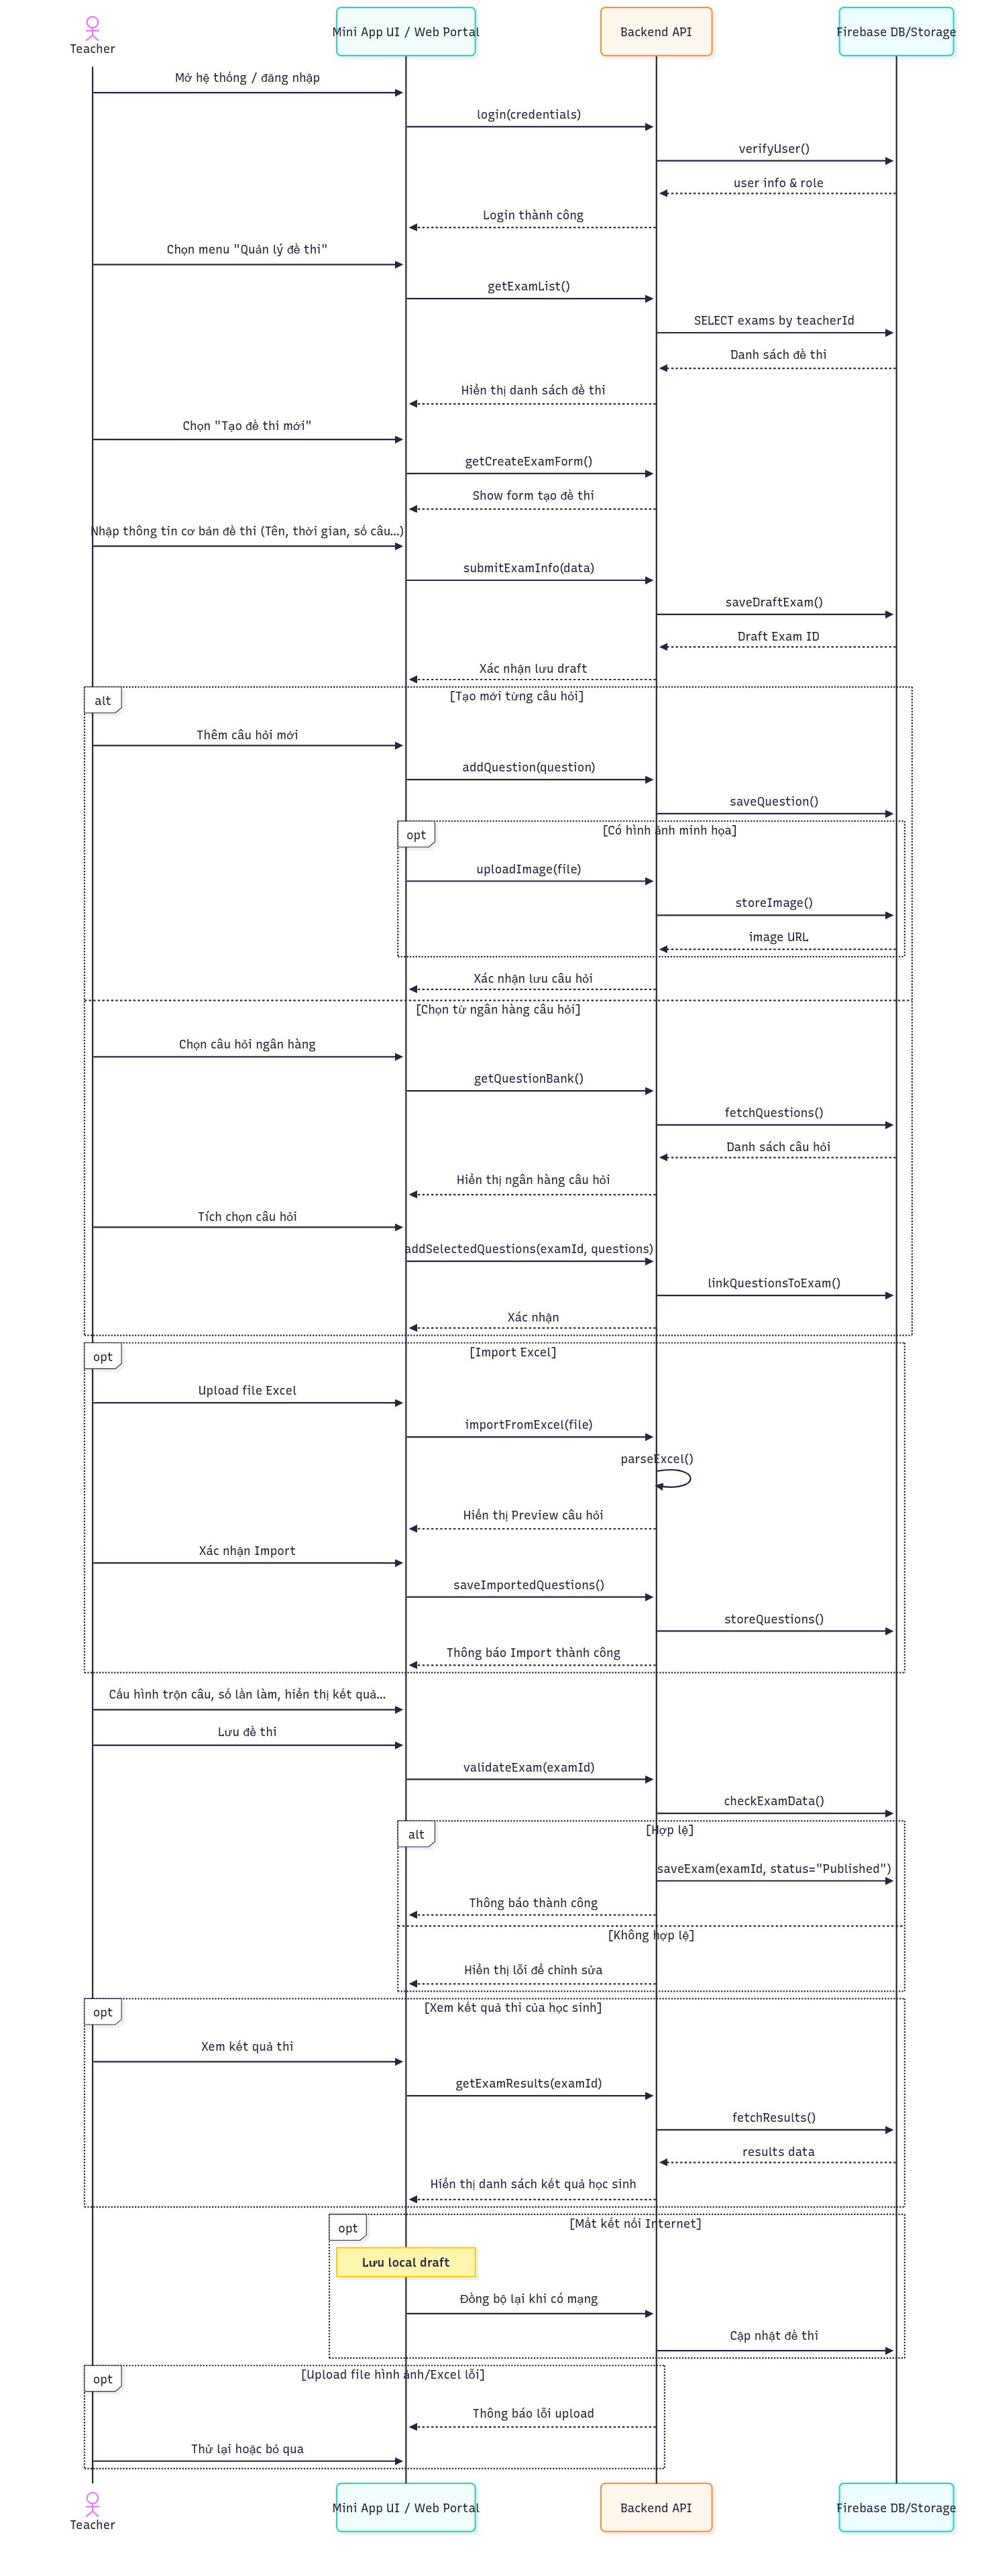 Teacher
Mini App UI / Web Portal
Backend API
Firebase DB/Storage
Mở hệ thống / đăng nhập
login(credentials)
verifyUser()
user info & role
Login thành công
Chọn menu "Quản lý đề thi"
getExamList()
SELECT exams by teacherId
Danh sách đề thi
Hiển thị danh sách đề thi
Chọn "Tạo đề thi mới"
getCreateExamForm()
Show form tạo đề thi
Nhập thông tin cơ bản đề thi (Tên, thời gian, số câu...)
submitExamInfo(data)
saveDraftExam()
Draft Exam ID
Xác nhận lưu draft
alt
[Tạo mới từng câu hỏi]
Thêm câu hỏi mới
addQuestion(question)
saveQuestion()
opt
[Có hình ảnh minh họa]
uploadImage(file)
storeImage()
image URL
Xác nhận lưu câu hỏi
[Chọn từ ngân hàng câu hỏi]
Chọn câu hỏi ngân hàng
getQuestionBank()
fetchQuestions()
Danh sách câu hỏi
Hiển thị ngân hàng câu hỏi
Tích chọn câu hỏi
addSelectedQuestions(examId, questions)
linkQuestionsToExam()
Xác nhận
opt
[Import Excel]
Upload file Excel
importFromExcel(file)
parseExcel()
Hiển thị Preview câu hỏi
Xác nhận Import
saveImportedQuestions()
storeQuestions()
Thông báo Import thành công
Cấu hình trộn câu, số lần làm, hiển thị kết quả...
Lưu đề thi
validateExam(examId)
checkExamData()
alt
[Hợp lệ]
saveExam(examId, status="Published")
Thông báo thành công
[Không hợp lệ]
Hiển thị lỗi để chỉnh sửa
opt
[Xem kết quả thi của học sinh]
Xem kết quả thi
getExamResults(examId)
fetchResults()
results data
Hiển thị danh sách kết quả học sinh
opt
[Mất kết nối Internet]
Lưu local draft
Đồng bộ lại khi có mạng
Cập nhật đề thi
opt
[Upload file hình ảnh/Excel lỗi]
Thông báo lỗi upload
Thử lại hoặc bỏ qua
Teacher
Mini App UI / Web Portal
Backend API
Firebase DB/Storage